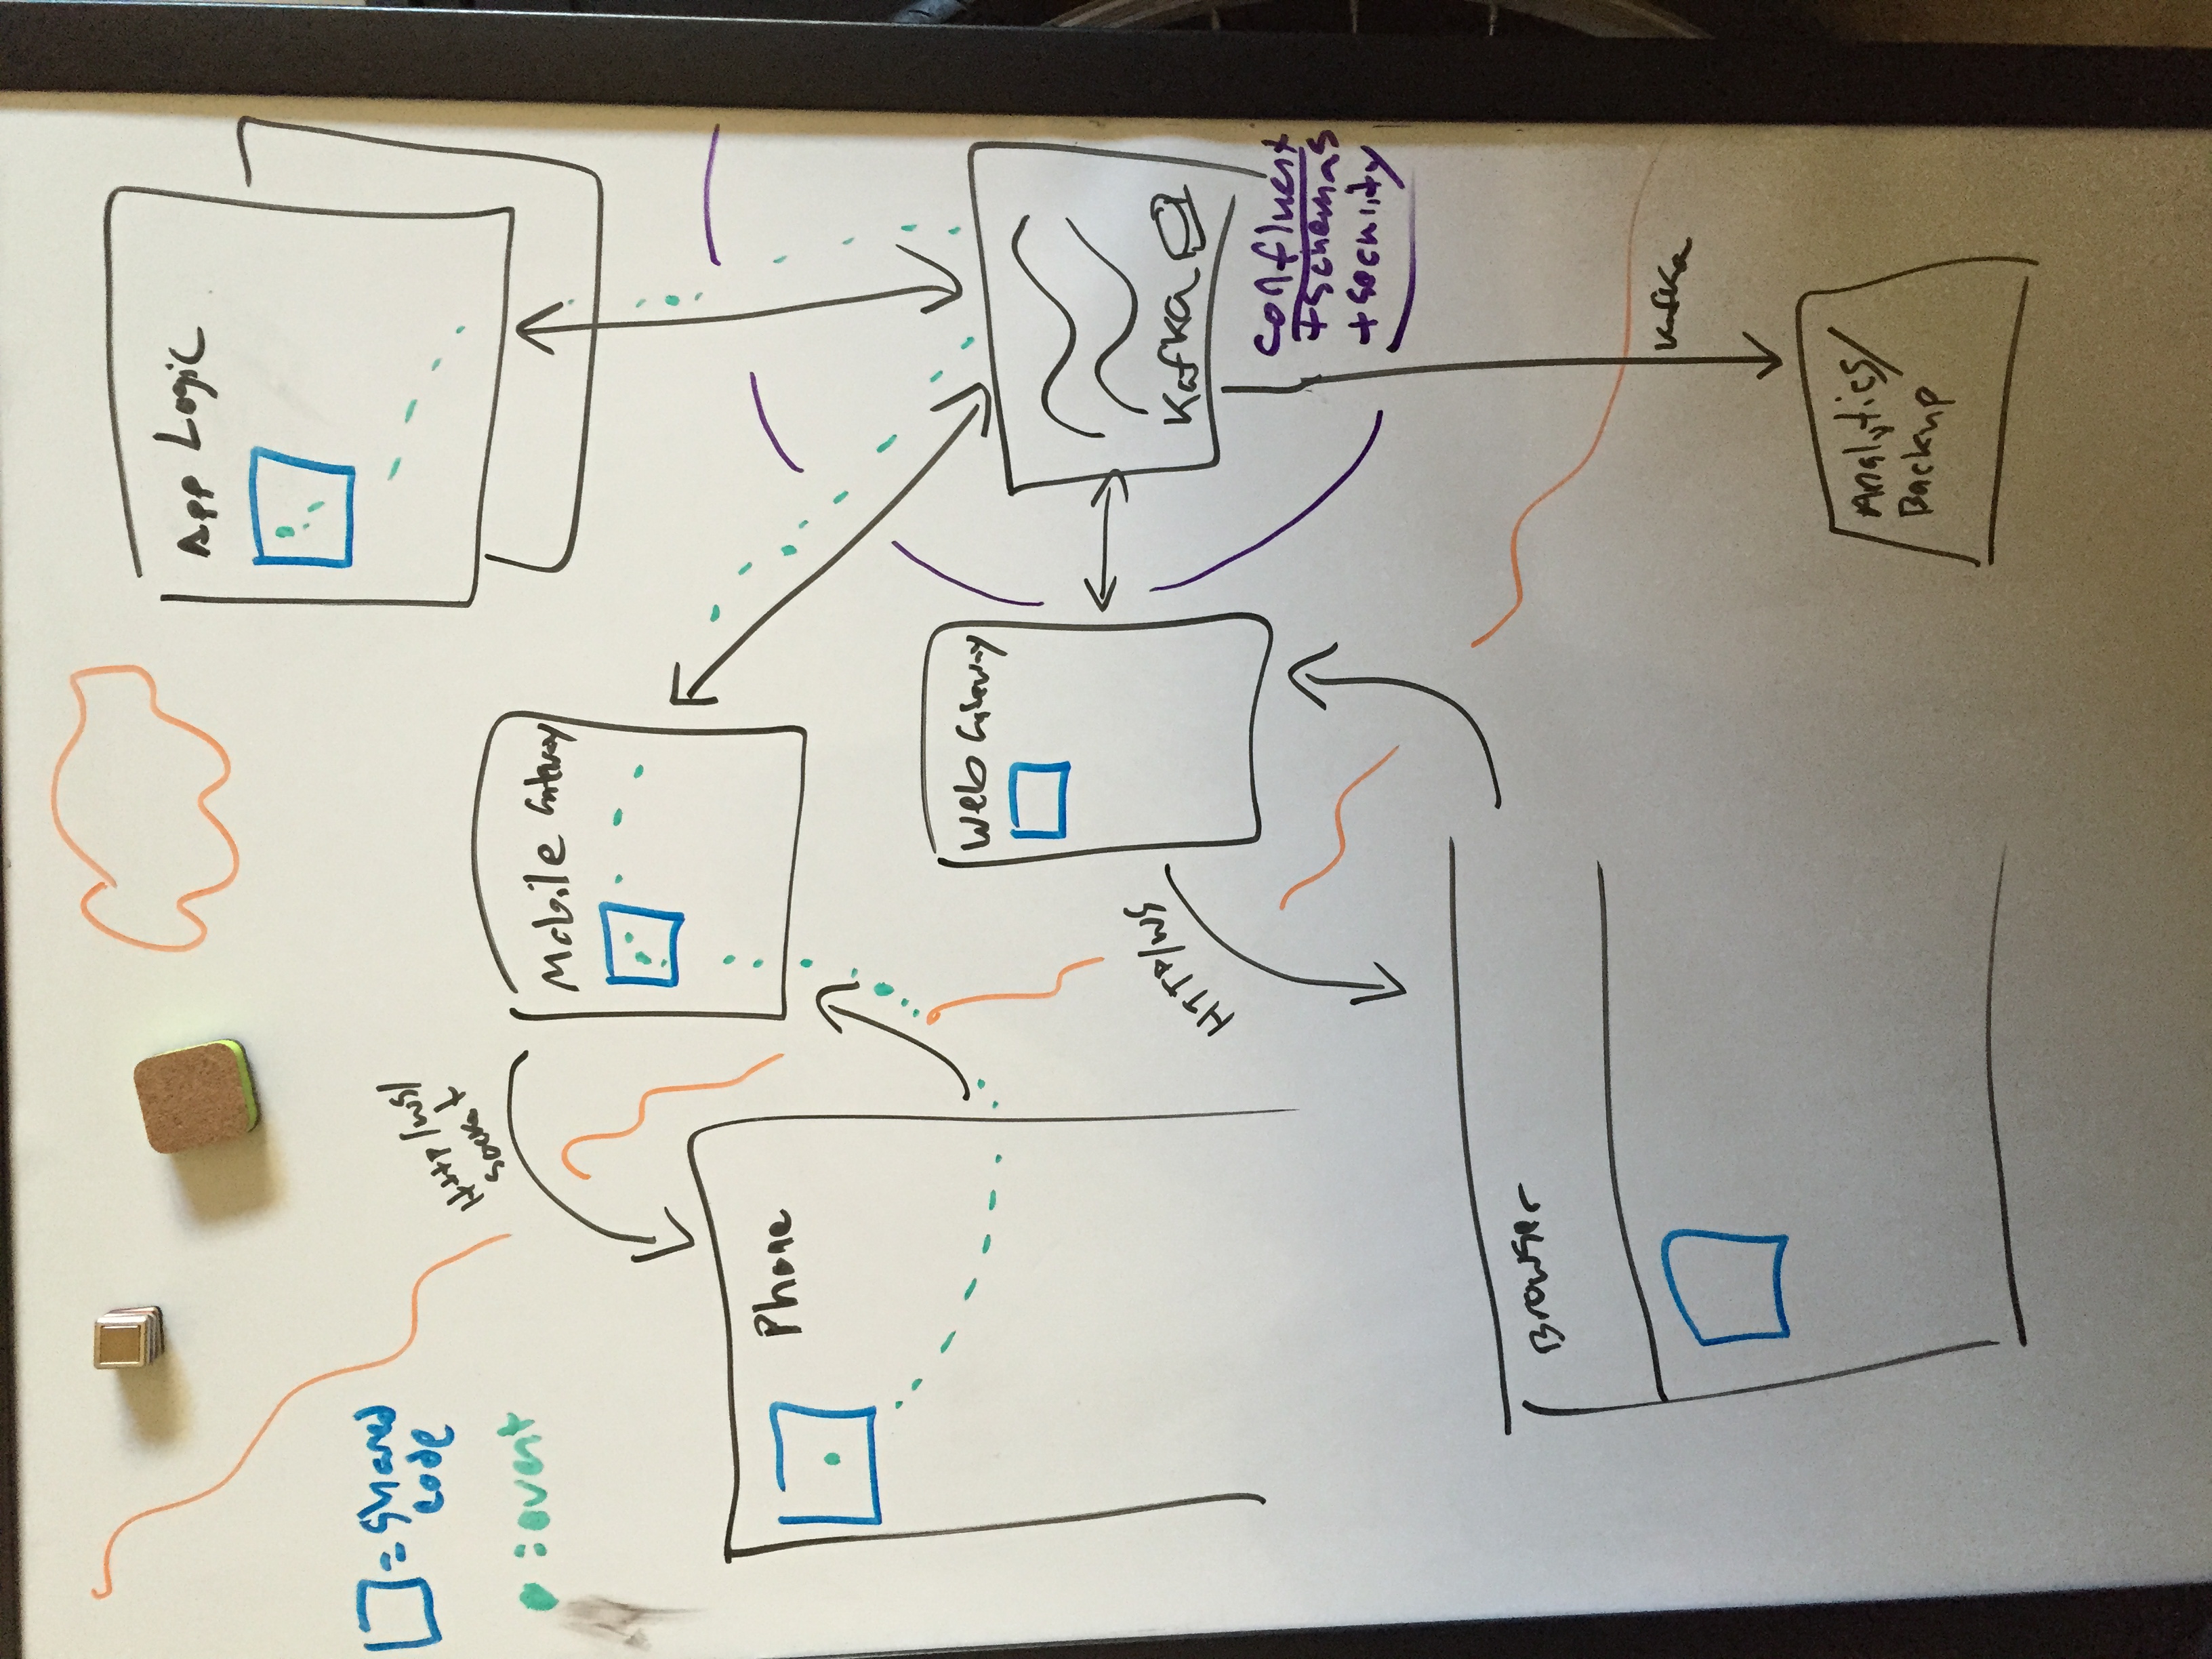 App Logic
Kafka
Confluent
+ schemas
+ security
Kafka
Analytics/
Backup
Mobile Gateway
Web Gateway
HTTP/WS/
socket
HTTP/WS
Phone
Browser
= Shared
code
: event